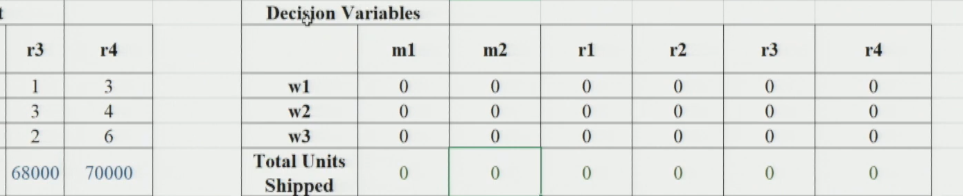 t Decision Variables
r3 r4 m1 m2 r1 r2 r3 r4
1 3 w1 0 0 0 0 0 0
3 4 w2 0 0 0 0 0 0
2 6 w3 0 0 0 0 0 0
68000 70000 Total Units Shipped 0 0 0 0 0 0